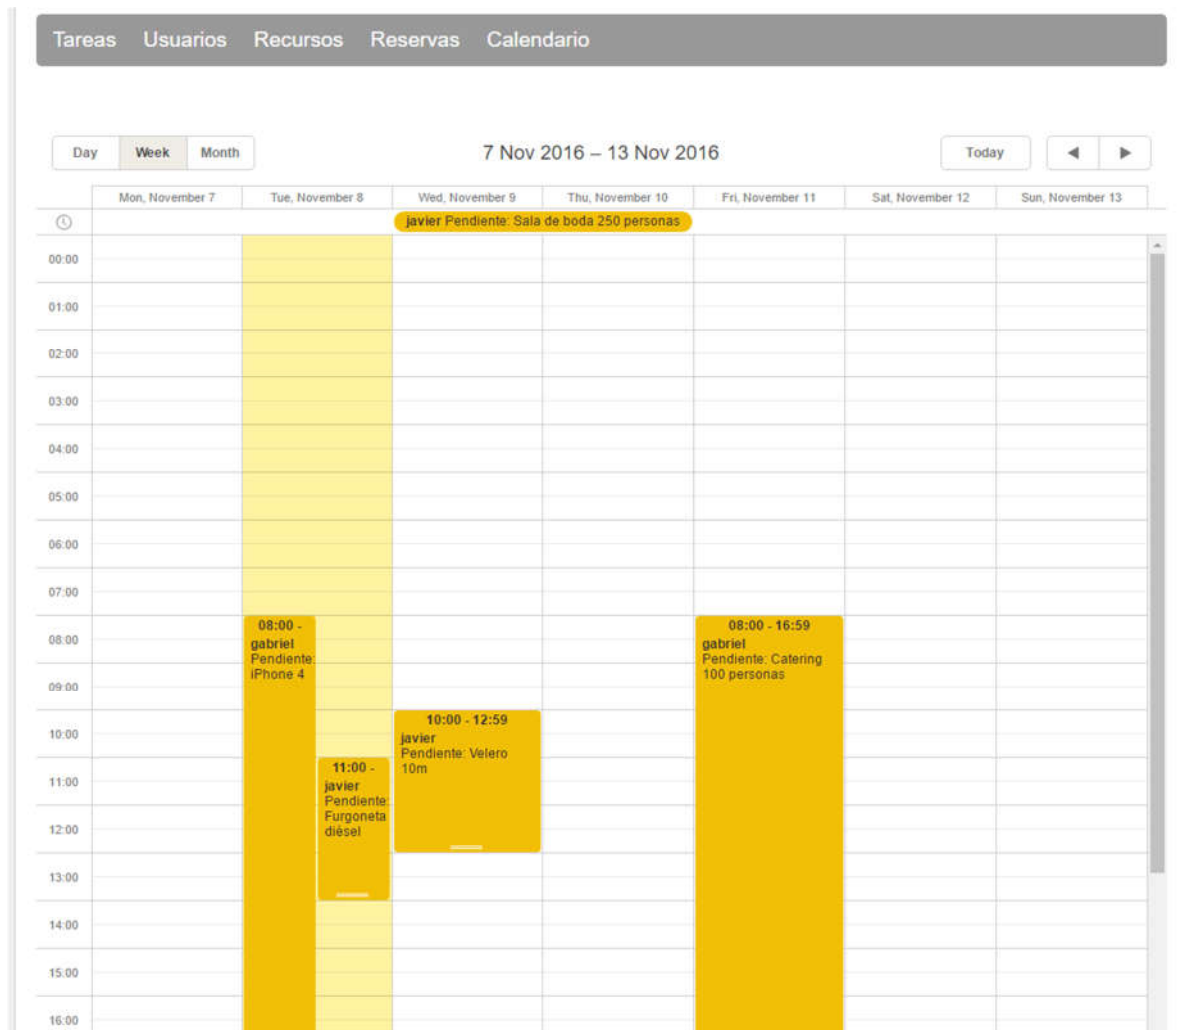 Tareas Usuarios Recursos Reservas Calendario
Day Week Month 7 Nov 2016 – 13 Nov 2016 Today
Mon, November 7 Tue, November 8 Wed, November 9 Thu, November 10 Fri, November 11 Sat, November 12 Sun, November 13
javier Pendiente: Sala de boda 250 personas
00:00
01:00
02:00
03:00
04:00
05:00
06:00
07:00
08:00
09:00
10:00
11:00
12:00
13:00
14:00
15:00
16:00
08:00 -
gabriel
Pendiente:
iPhone 4
11:00 -
javier
Pendiente:
Furgoneta
diésel
10:00 - 12:59
javier
Pendiente: Velero
10m
08:00 - 16:59
gabriel
Pendiente: Catering
100 personas